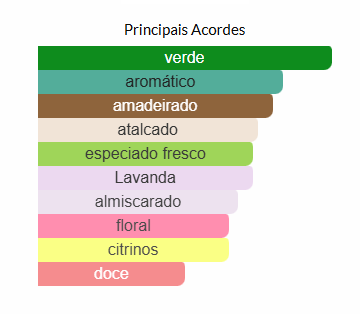 Principais Acordes
verde
aromático
amadeirado
atalcado
especiado fresco
Lavanda
almiscarado
floral
citrinos
doce